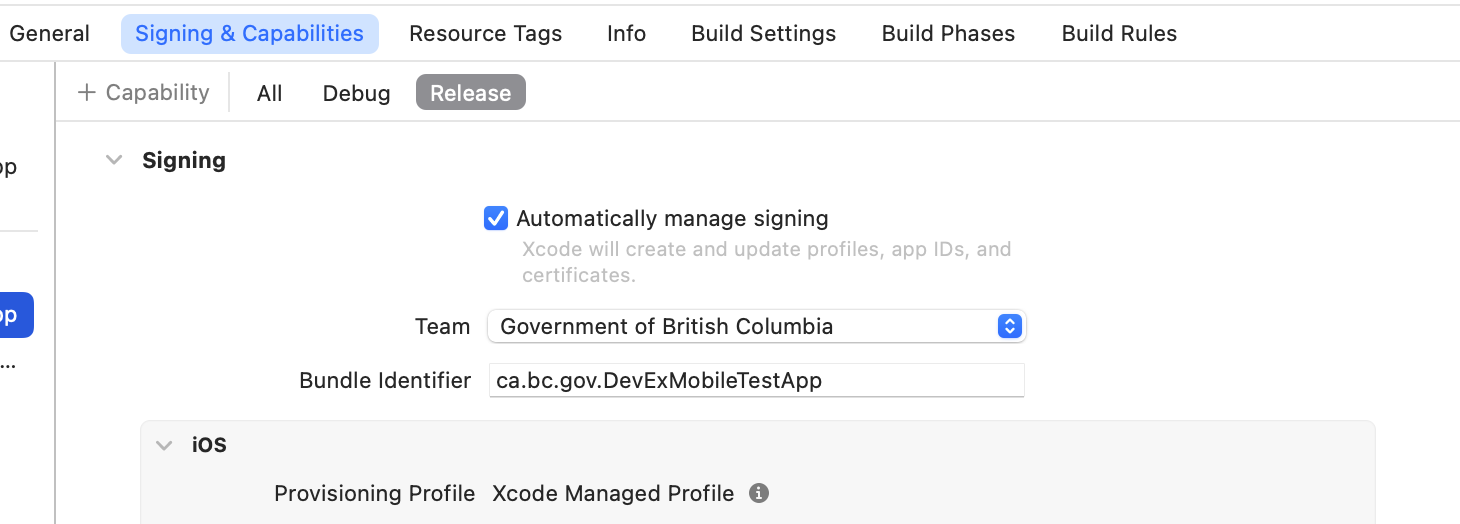 General Signing & Capabilities Resource Tags Info Build Settings Build Phases Build Rules
+ Capability All Debug Release
Signing
Automatically manage signing
Xcode will create and update profiles, app IDs, and
certificates.
Team Government of British Columbia
Bundle Identifier ca.bc.gov.DevExMobileTestApp
iOS
Provisioning Profile Xcode Managed Profile